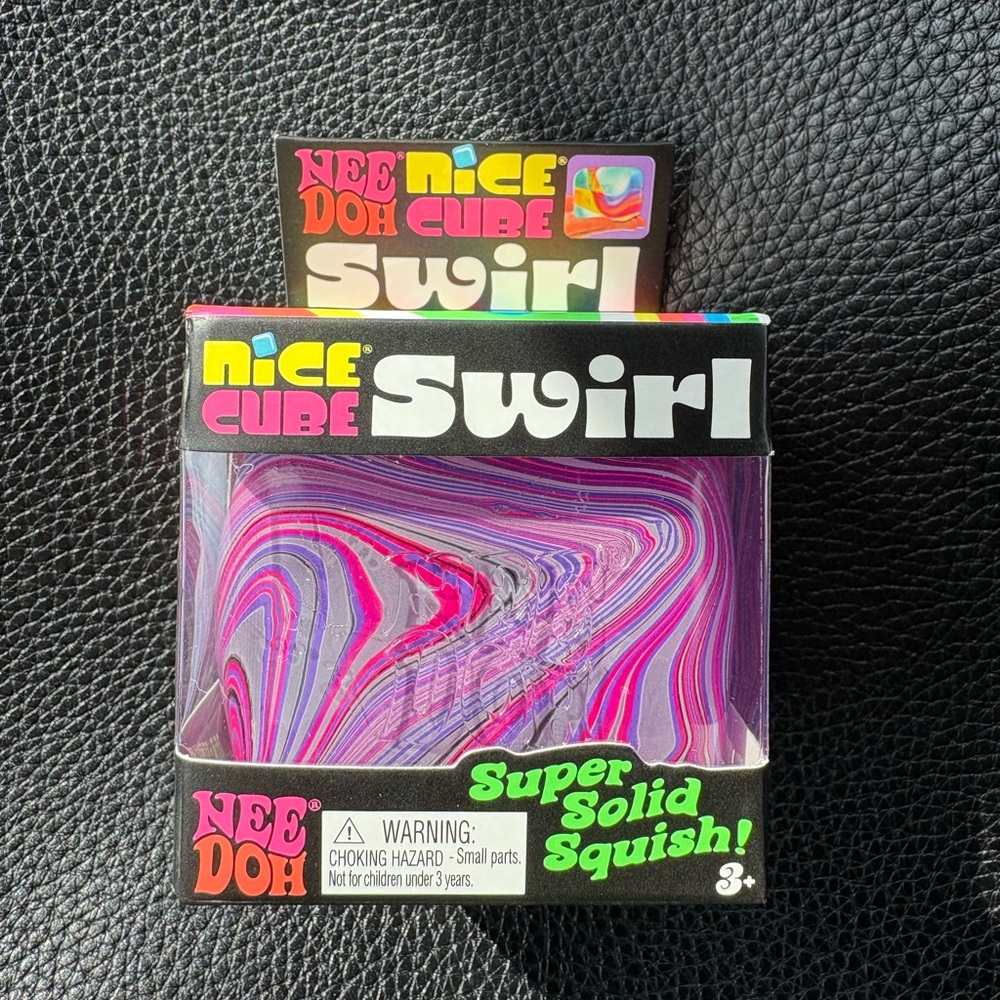 NEE® NiCE®
DOH CUBE
Swirl
NiCE®
CUBE Swirl
Super
Solid
Squish!
NEE®
DOH
WARNING:
CHOKING HAZARD - Small parts.
Not for children under 3 years.
3+